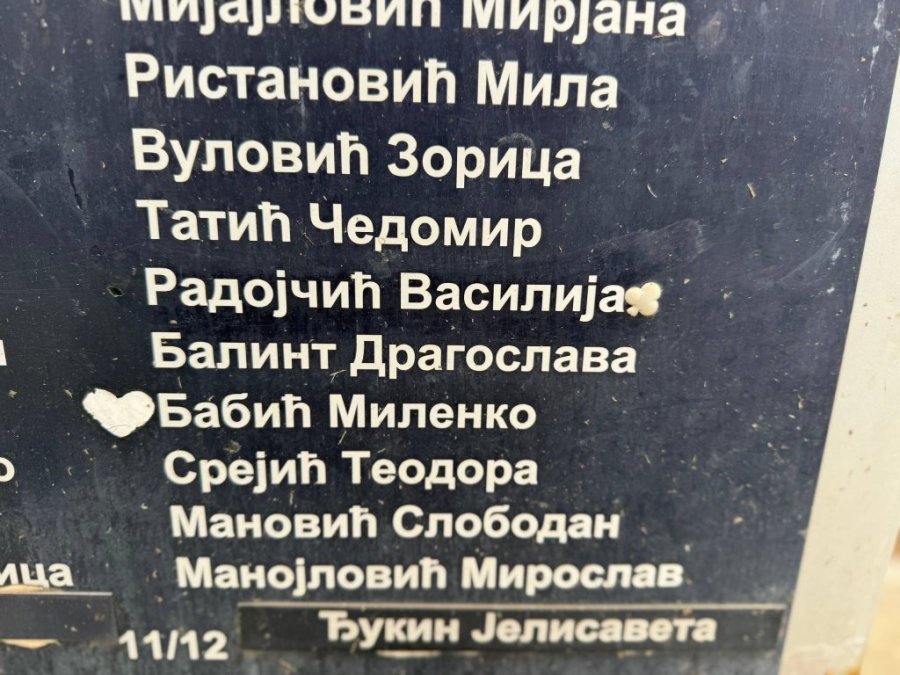 Мијајловић Мирјана
Ристановић Мила
Вуловић Зорица
Татић Чедомир
Радојчић Василија
Балинт Драгослава
Бабић Миленко
Срејић Теодора
Мановић Слободан
Манојловић Мирослав
11/12 Ђукин Јелисавета